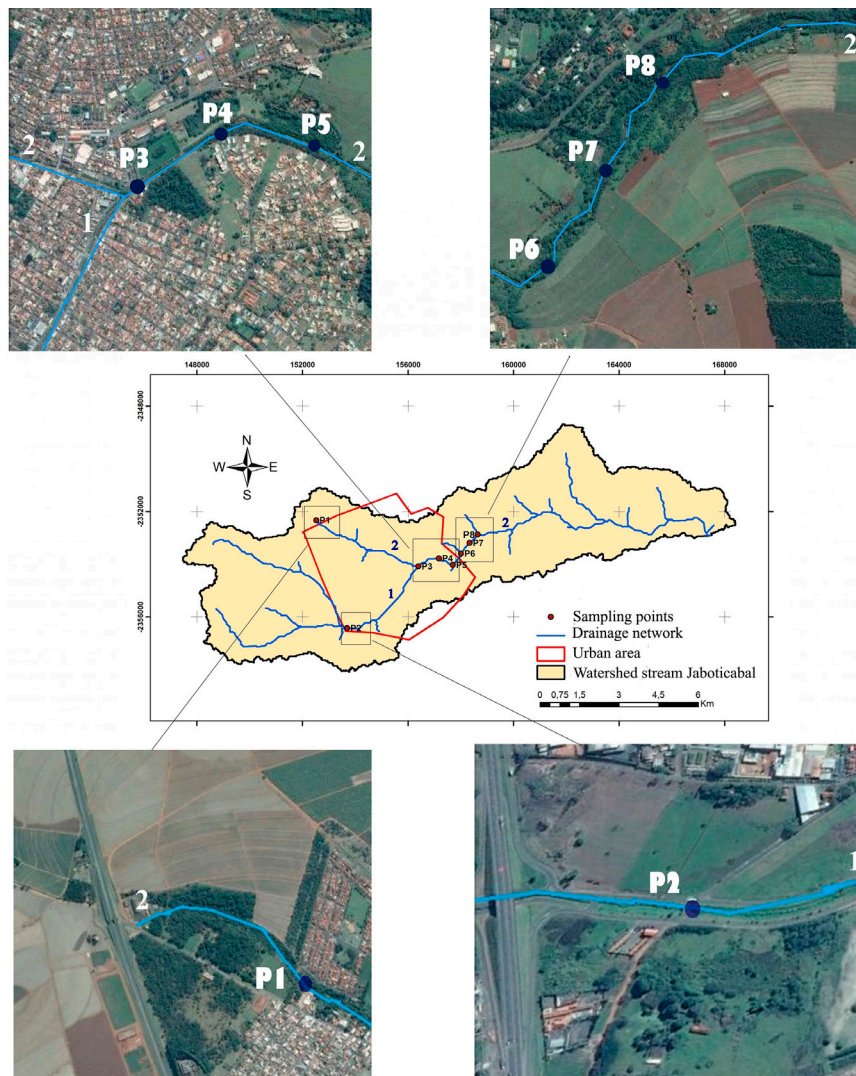 2
P3
P4
P5
2
1
2
P8
P7
P6
148000
152000
156000
160000
164000
168000
-2348000
-2352000
-2356000
N
W
E
S
P1
2
P3
P4
P5
P6
P7
P8
2
1
P2
Sampling points
Drainage network
Urban area
Watershed stream Jaboticabal
0 0,75 1,5 3 4,5 6
Km
2
P1
P2
1